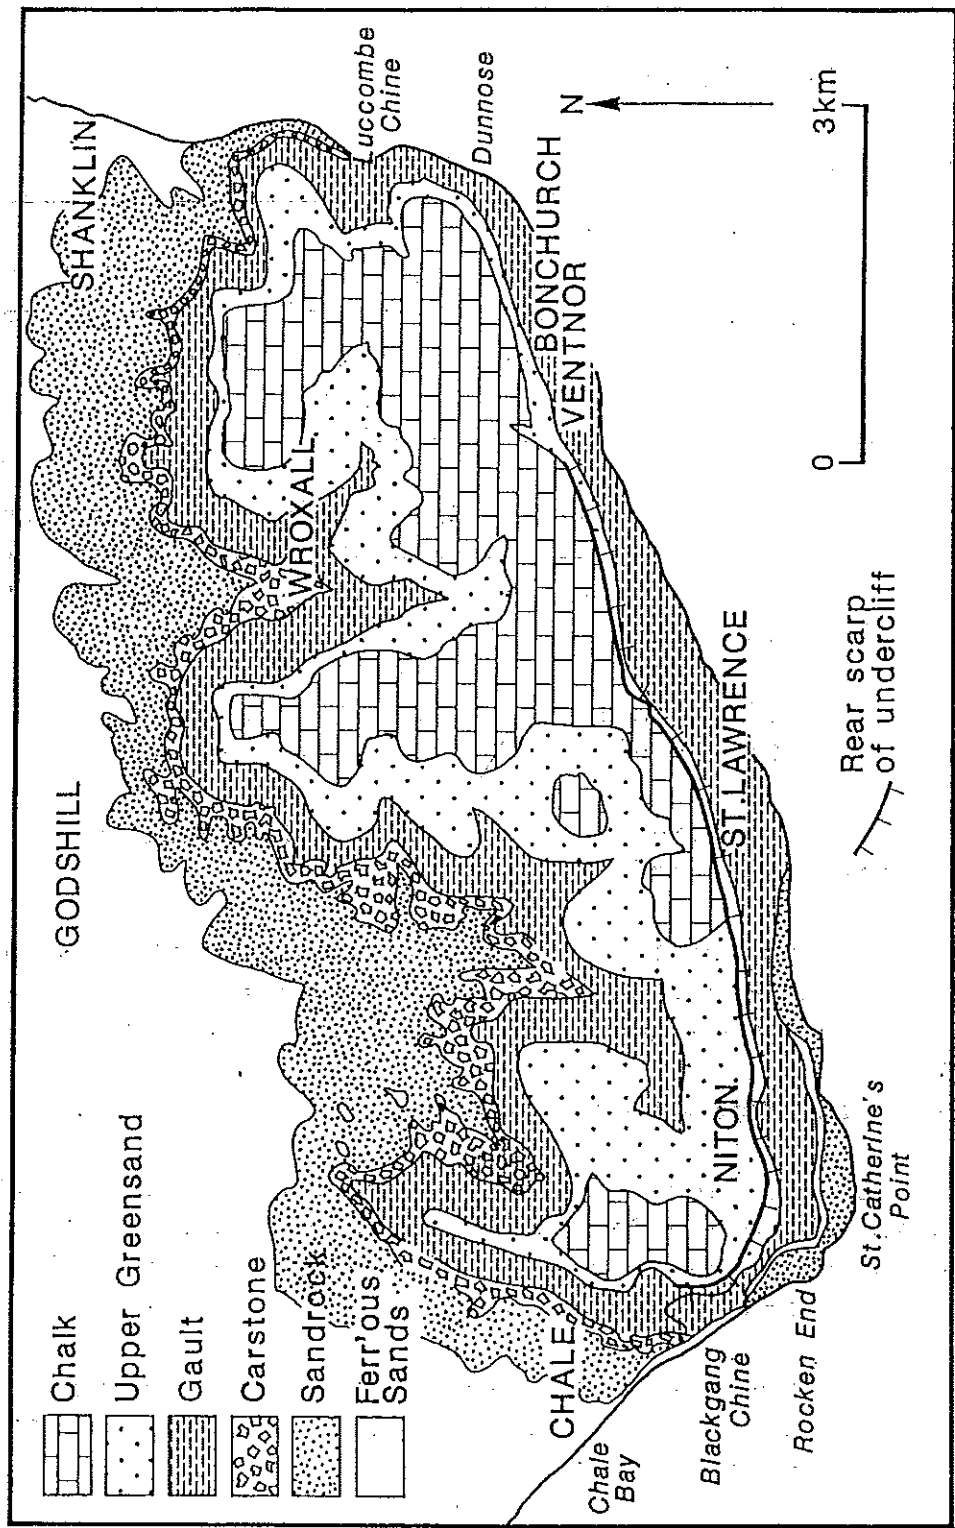 Chalk
Upper Greensand
Gault
Carstone
Sandrock
Ferr'ous
Sands
GODSHILL
SHANKLIN
WROXALL
Luccombe
Chine
Dunnose
BONCHURCH
VENTNOR
ST. LAWRENCE
NITON
CHALE
Chale
Bay
Blackgang
Chine
Rocken End
St. Catherine's
Point
Rear scarp
of undercliff
N
0 3km